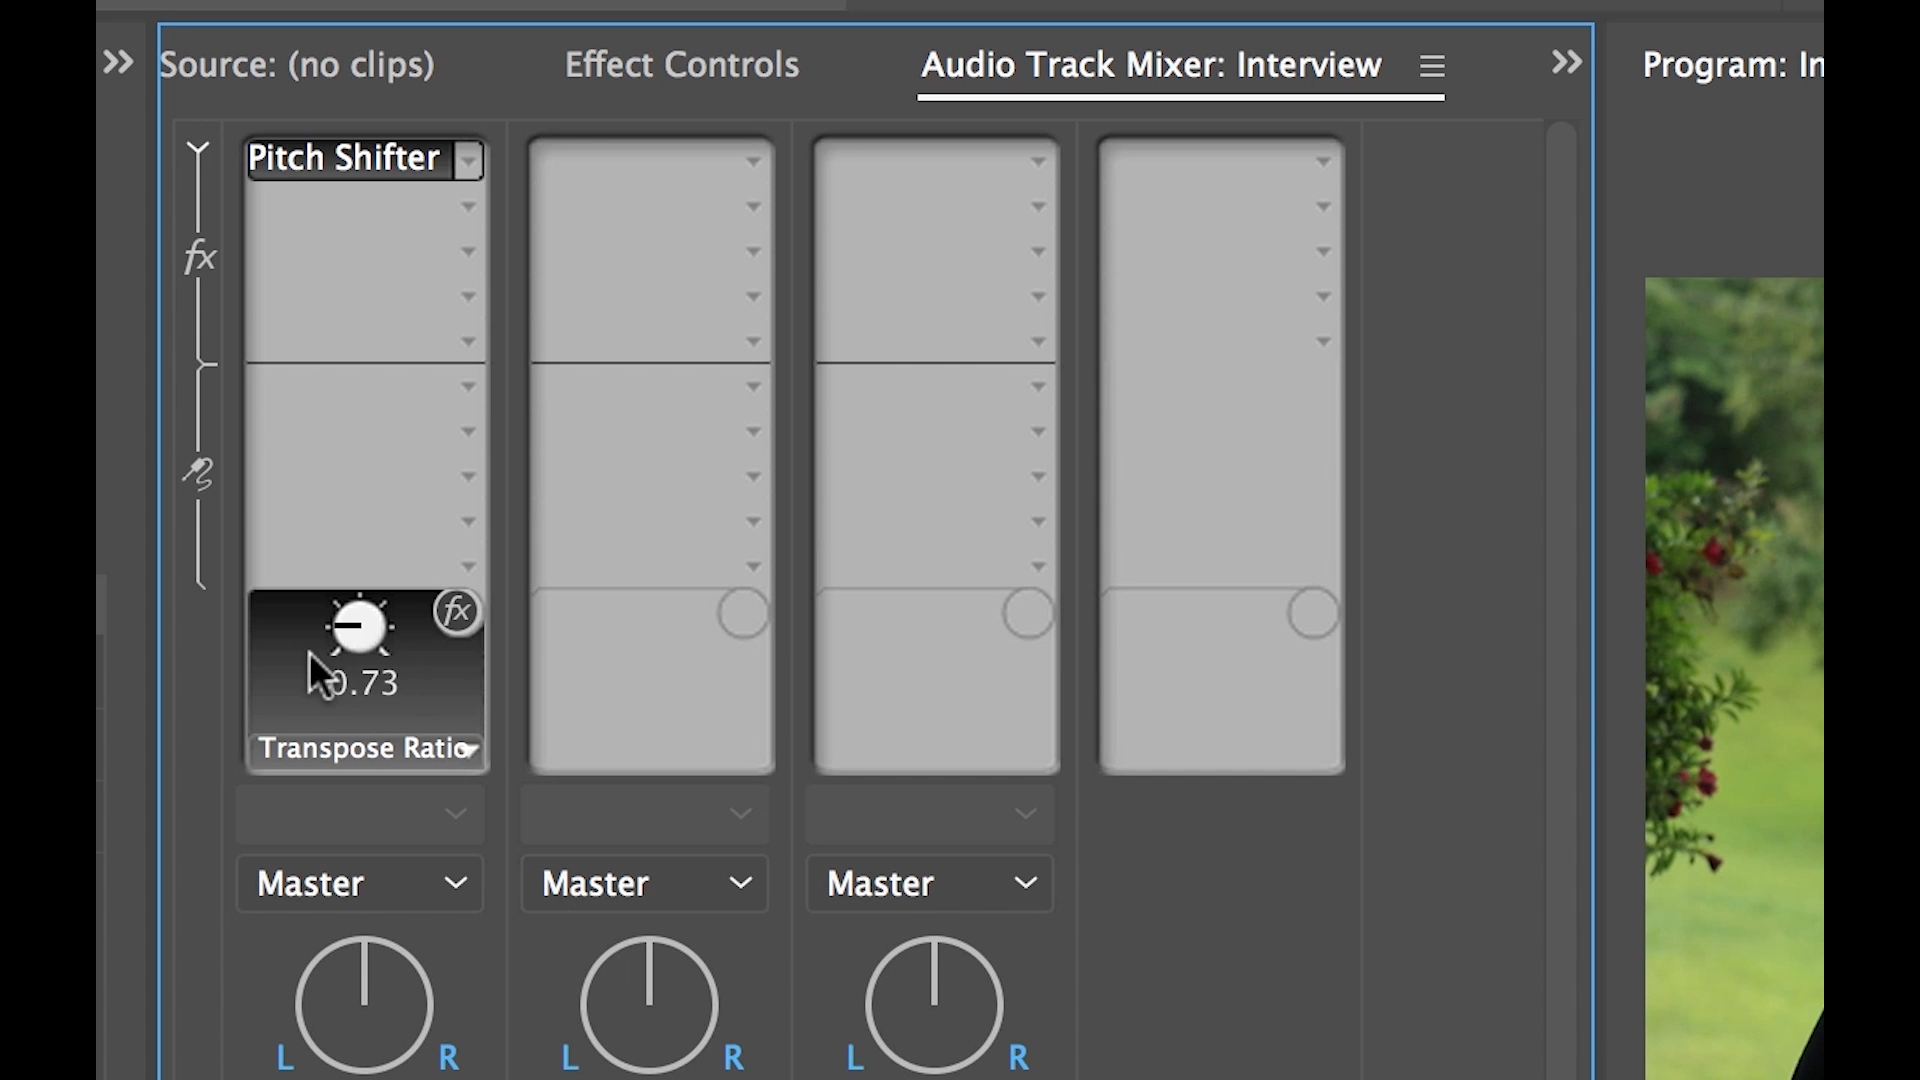 Source: (no clips) Effect Controls Audio Track Mixer: Interview Program: In
Pitch Shifter
fx
fx
0.73
Transpose Ratio
Master Master Master
L R L R L R